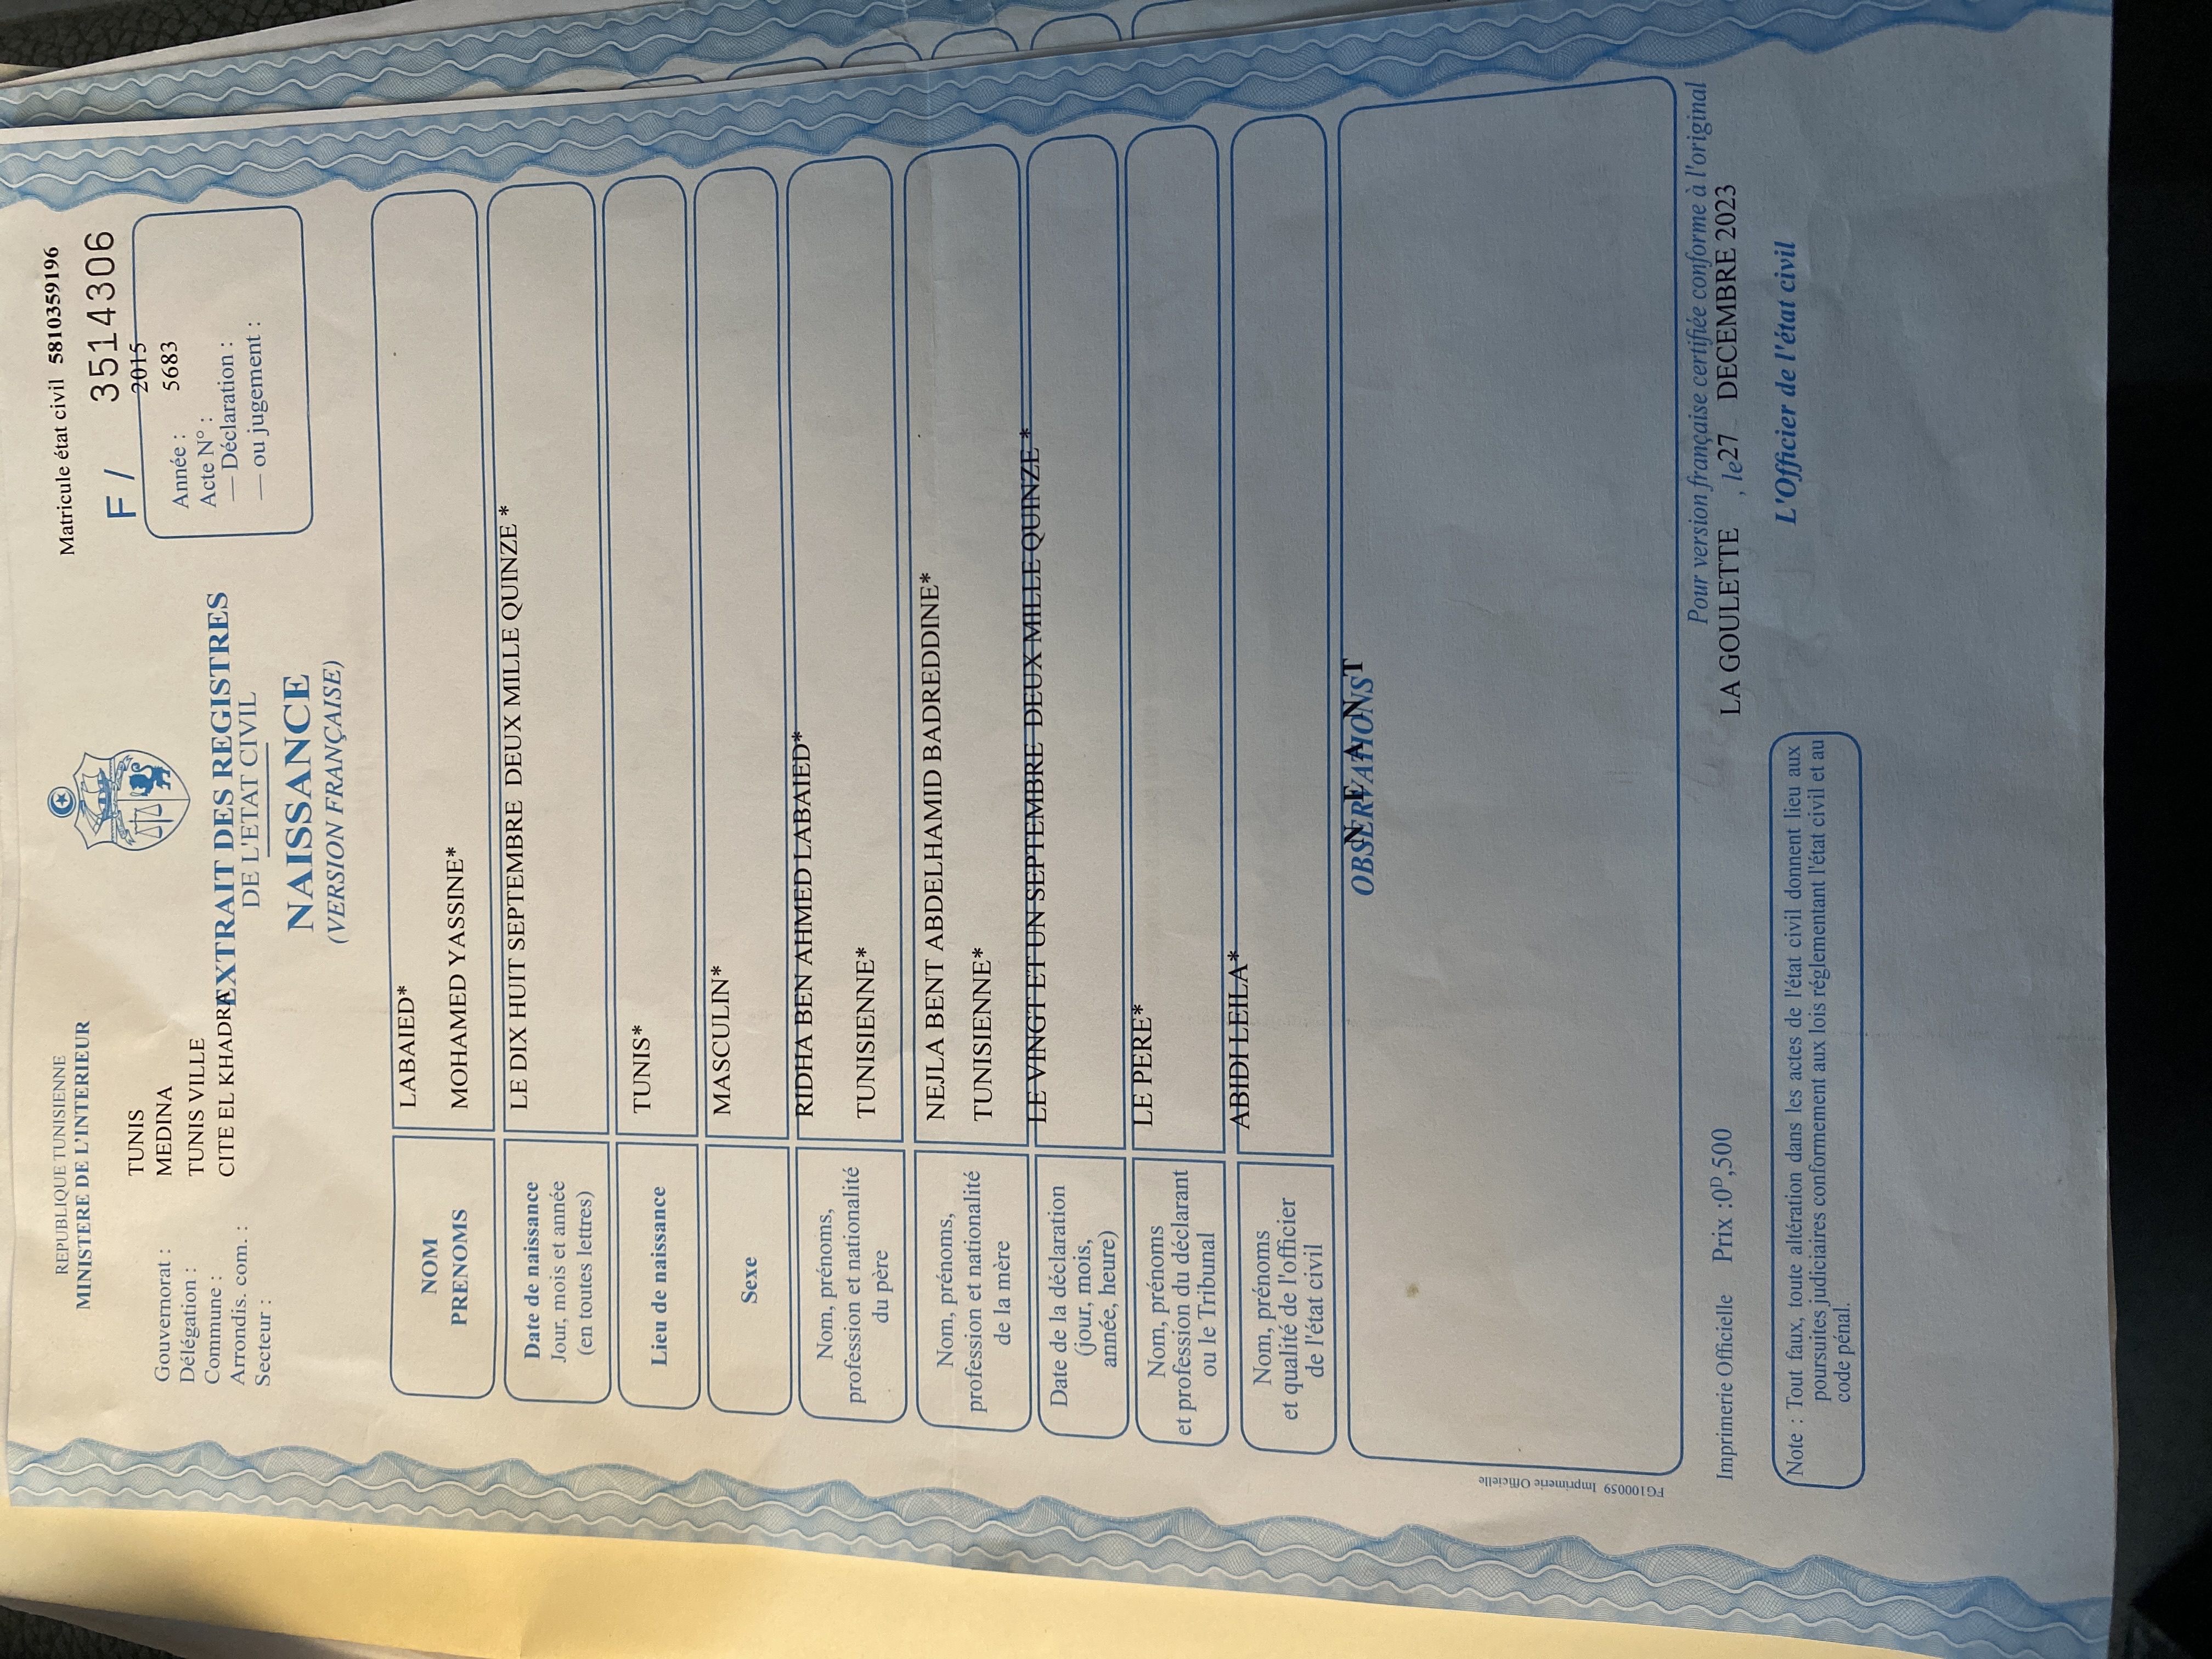 REPUBLIQUE TUNISIENNE
MINISTERE DE L'INTERIEUR
Matricule état civil 5810359196
F / 3514306
Gouvernorat : TUNIS
Délégation : MEDINA
Commune : TUNIS VILLE
Arrondis. com. : CITE EL KHADRA
Secteur :
Année : 2015
Acte N° : 5683
— Déclaration :
— ou jugement :
EXTRAIT DES REGISTRES
DE L'ETAT CIVIL
NAISSANCE
(VERSION FRANÇAISE)
NOM LABAIED*
PRENOMS MOHAMED YASSINE*
Date de naissance
Jour, mois et année
(en toutes lettres)
LE DIX HUIT SEPTEMBRE DEUX MILLE QUINZE *
Lieu de naissance TUNIS*
Sexe MASCULIN*
Nom, prénoms,
profession et nationalité
du père
RIDHA BEN AHMED LABAIED*
TUNISIENNE*
Nom, prénoms,
profession et nationalité
de la mère
NEJLA BENT ABDELHAMID BADREDDINE*
TUNISIENNE*
Date de la déclaration
(jour, mois,
année, heure)
LE VINGT ET UN SEPTEMBRE DEUX MILLE QUINZE *
Nom, prénoms
et profession du déclarant
ou le Tribunal
LE PERE*
Nom, prénoms
et qualité de l'officier
de l'état civil
ABIDI LEILA*
OBSERVATIONS
N E A N T
FG100059 Imprimerie Officielle
Imprimerie Officielle Prix :0ᴰ,500
Pour version française certifiée conforme à l'original
LA GOULETTE , le 27 DECEMBRE 2023
L'Officier de l'état civil
Note : Tout faux, toute altération dans les actes de l'état civil donnent lieu aux
poursuites judiciaires conformement aux lois réglementant l'état civil et au
code pénal.